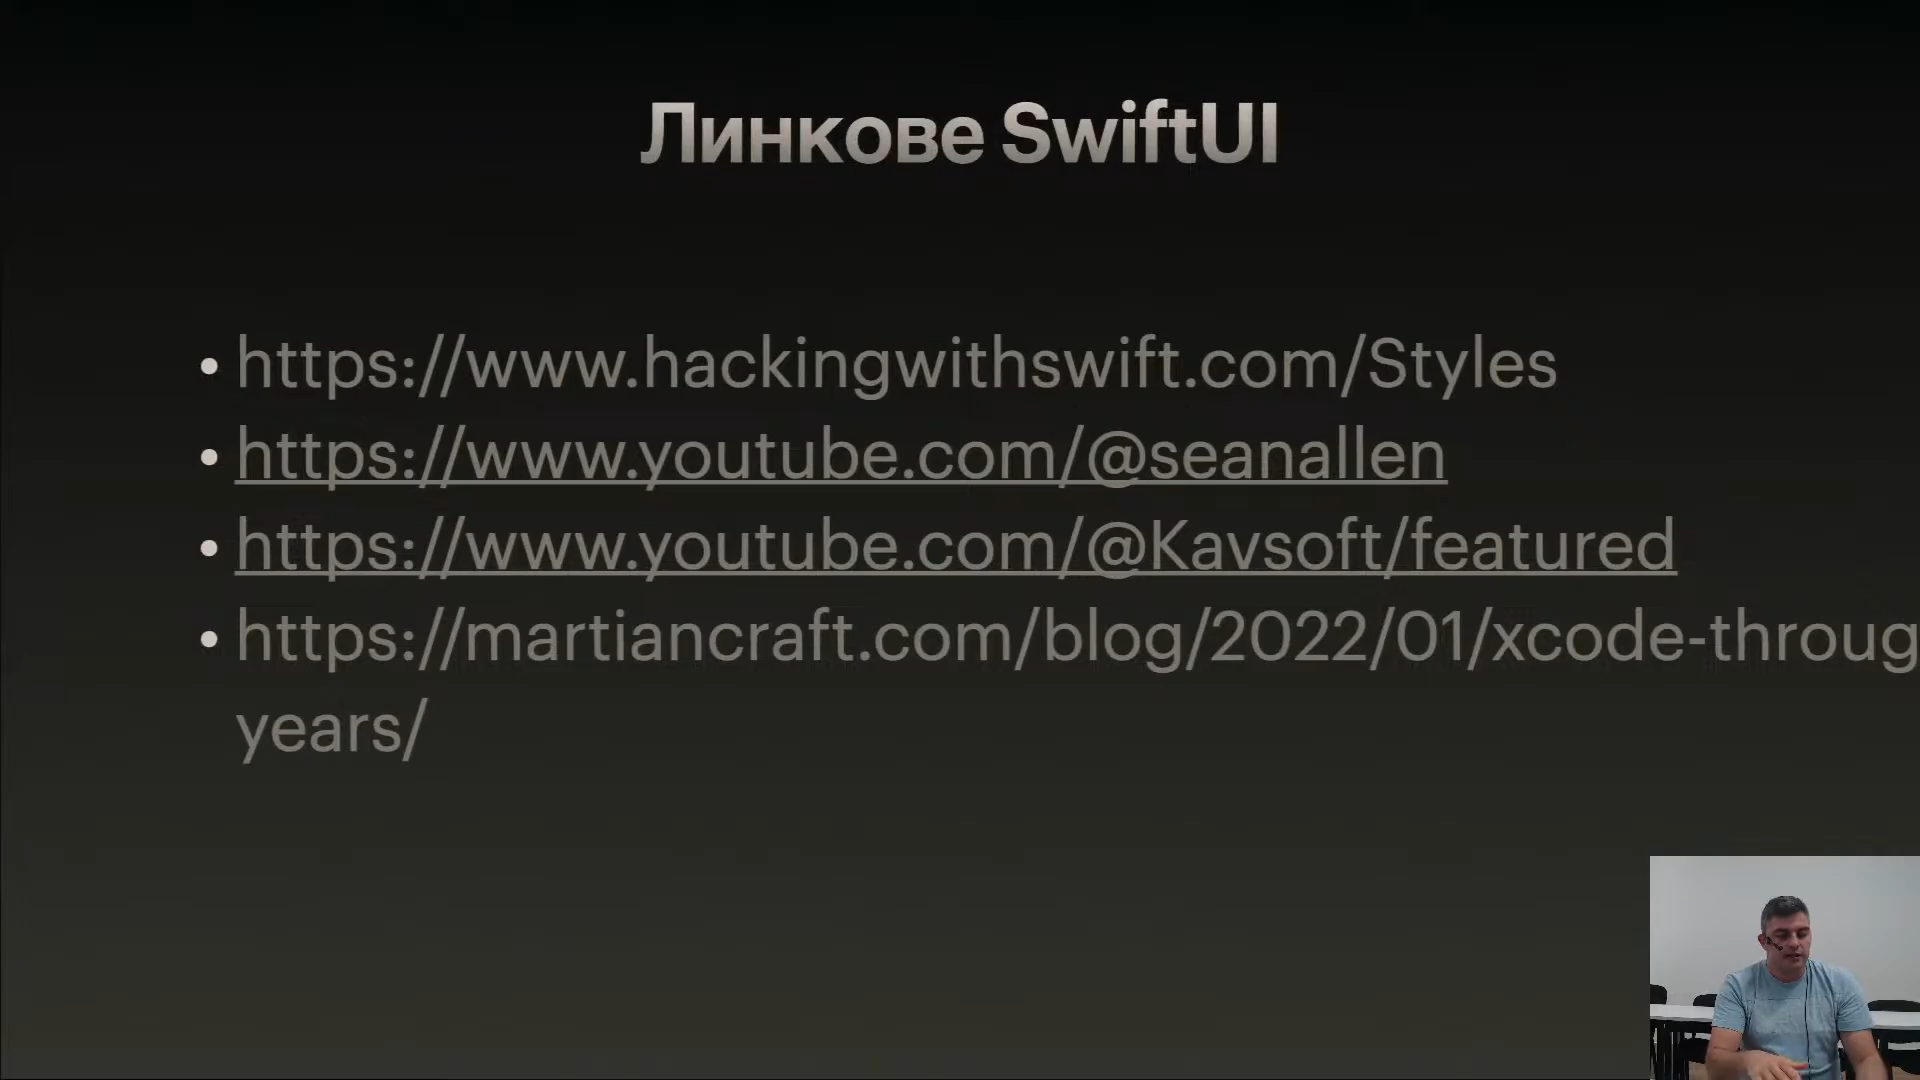 Линкове SwiftUI
https://www.hackingwithswift.com/Styles
https://www.youtube.com/@seanallen
https://www.youtube.com/@Kavsoft/featured
https://martiancraft.com/blog/2022/01/xcode-throug
years/